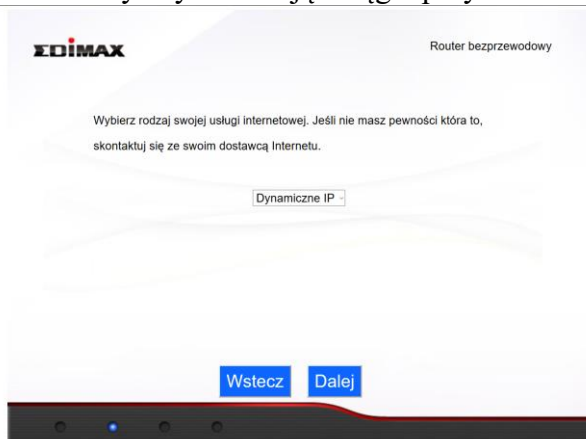 EDIMAX
Router bezprzewodowy
Wybierz rodzaj swojej usługi internetowej. Jeśli nie masz pewności która to,
skontaktuj się ze swoim dostawcą Internetu.
Dynamiczne IP
Wstecz Dalej